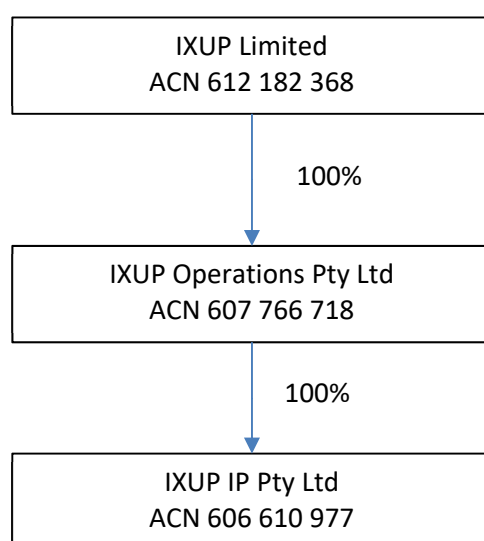 IXUP Limited
ACN 612 182 368
100%
IXUP Operations Pty Ltd
ACN 607 766 718
100%
IXUP IP Pty Ltd
ACN 606 610 977